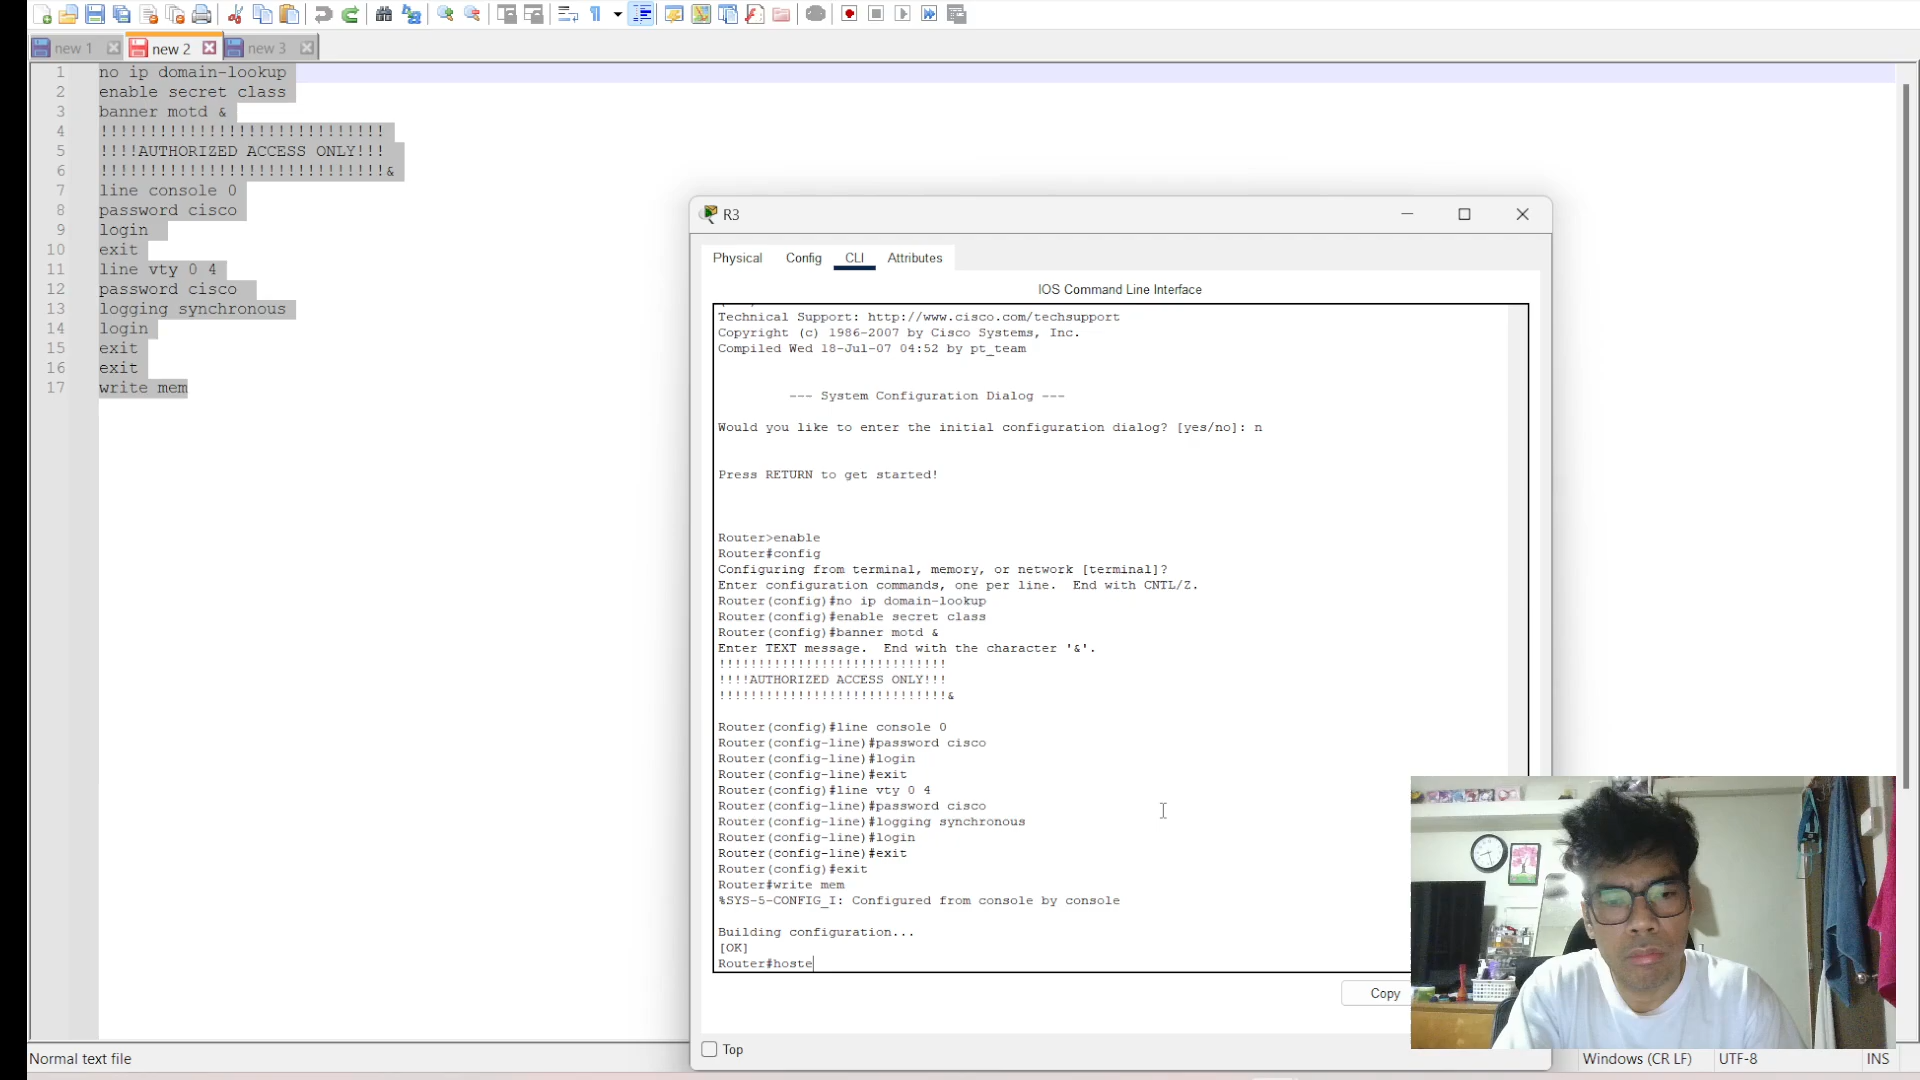 new 1
new 2
new 3
1 no ip domain-lookup
2 enable secret class
3 banner motd &
4 !!!!!!!!!!!!!!!!!!!!!!!!!!!!!
5 !!!!AUTHORIZED ACCESS ONLY!!!
6 !!!!!!!!!!!!!!!!!!!!!!!!!!!!!&
7 line console 0
8 password cisco
9 login
10 exit
11 line vty 0 4
12 password cisco
13 logging synchronous
14 login
15 exit
16 exit
17 write mem
R3
Physical Config CLI Attributes
IOS Command Line Interface
Technical Support: http://www.cisco.com/techsupport
Copyright (c) 1986-2007 by Cisco Systems, Inc.
Compiled Wed 18-Jul-07 04:52 by pt_team
--- System Configuration Dialog ---
Would you like to enter the initial configuration dialog? [yes/no]: n
Press RETURN to get started!
Router>enable
Router#config
Configuring from terminal, memory, or network [terminal]?
Enter configuration commands, one per line.  End with CNTL/Z.
Router(config)#no ip domain-lookup
Router(config)#enable secret class
Router(config)#banner motd &
Enter TEXT message.  End with the character '&'.
!!!!!!!!!!!!!!!!!!!!!!!!!!!!!
!!!!AUTHORIZED ACCESS ONLY!!!
!!!!!!!!!!!!!!!!!!!!!!!!!!!!!&
Router(config)#line console 0
Router(config-line)#password cisco
Router(config-line)#login
Router(config-line)#exit
Router(config)#line vty 0 4
Router(config-line)#password cisco
Router(config-line)#logging synchronous
Router(config-line)#login
Router(config-line)#exit
Router(config)#exit
Router#write mem
%SYS-5-CONFIG_I: Configured from console by console
Building configuration...
[OK]
Router#hoste
Copy
Top
Normal text file
Windows (CR LF) UTF-8 INS